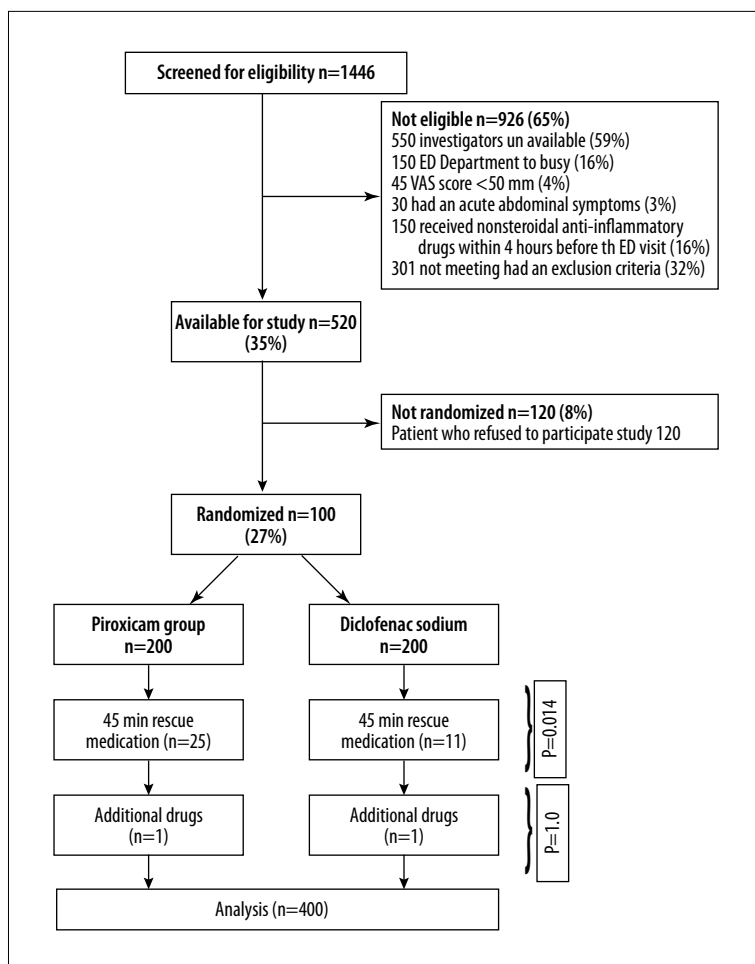 Screened for eligibility n=1446
Not eligible n=926 (65%)
550 investigators un available (59%)
150 ED Department to busy (16%)
45 VAS score <50 mm (4%)
30 had an acute abdominal symptoms (3%)
150 received nonsteroidal anti-inflammatory
drugs within 4 hours before th ED visit (16%)
301 not meeting had an exclusion criteria (32%)
Available for study n=520
(35%)
Not randomized n=120 (8%)
Patient who refused to participate study 120
Randomized n=100
(27%)
Piroxicam group
n=200
Diclofenac sodium
n=200
45 min rescue
medication (n=25)
45 min rescue
medication (n=11)
P=0.014
Additional drugs
(n=1)
Additional drugs
(n=1)
P=1.0
Analysis (n=400)